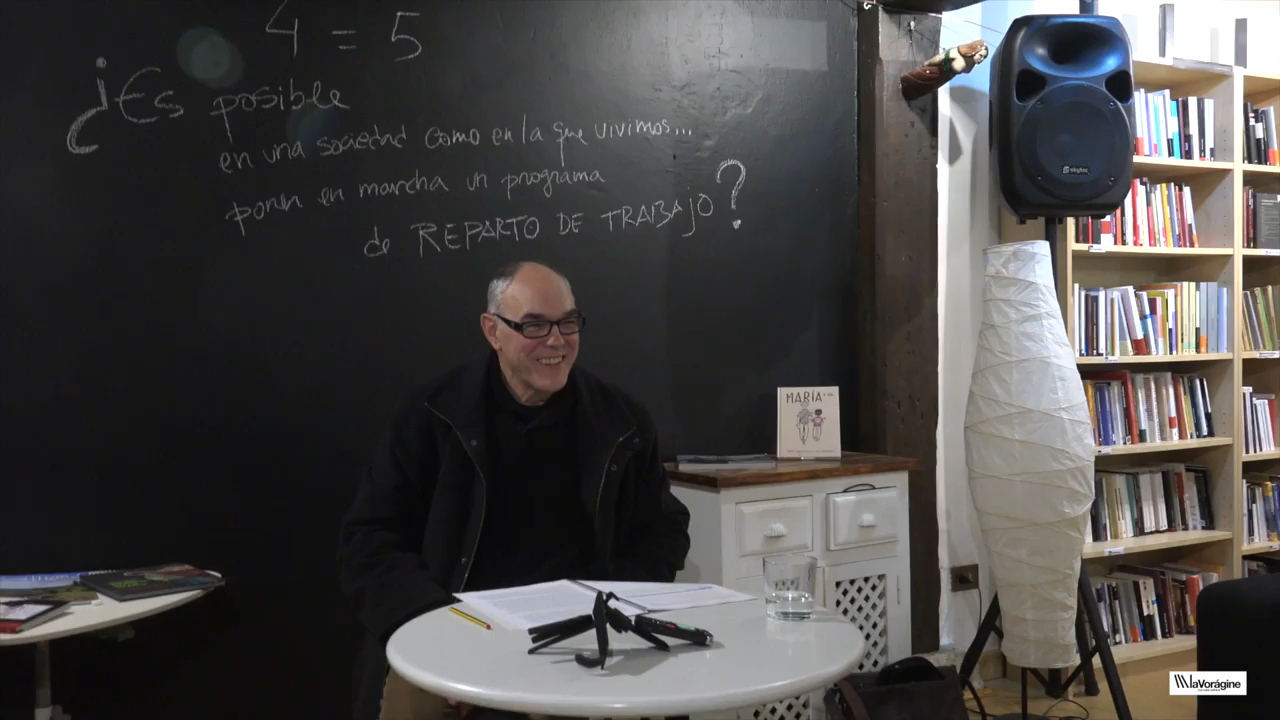 4 = 5
¿Es posible
en una sociedad como en la que vivimos...
poner en marcha un programa
de REPARTO DE TRABAJO?
MARÍA
skytec
laVorágine